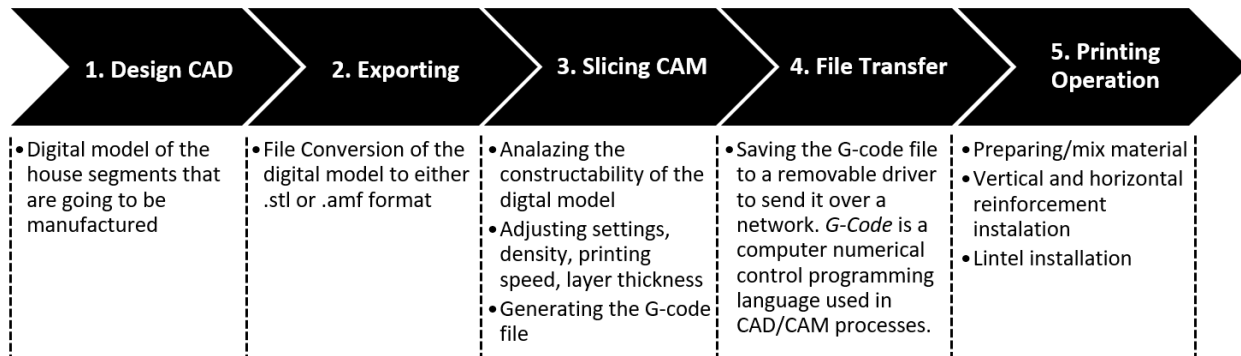 1. Design CAD
2. Exporting
3. Slicing CAM
4. File Transfer
5. Printing
Operation
•Digital model of the
house segments that
are going to be
manufactured
•File Conversion of the
digital model to either
.stl or .amf format
•Analazing the
constructability of the
digtal model
•Adjusting settings,
density, printing
speed, layer thickness
•Generating the G-code
file
•Saving the G-code file
to a removable driver
to send it over a
network. G-Code is a
computer numerical
control programming
language used in
CAD/CAM processes.
•Preparing/mix material
•Vertical and horizontal
reinforcement
instalation
•Lintel installation